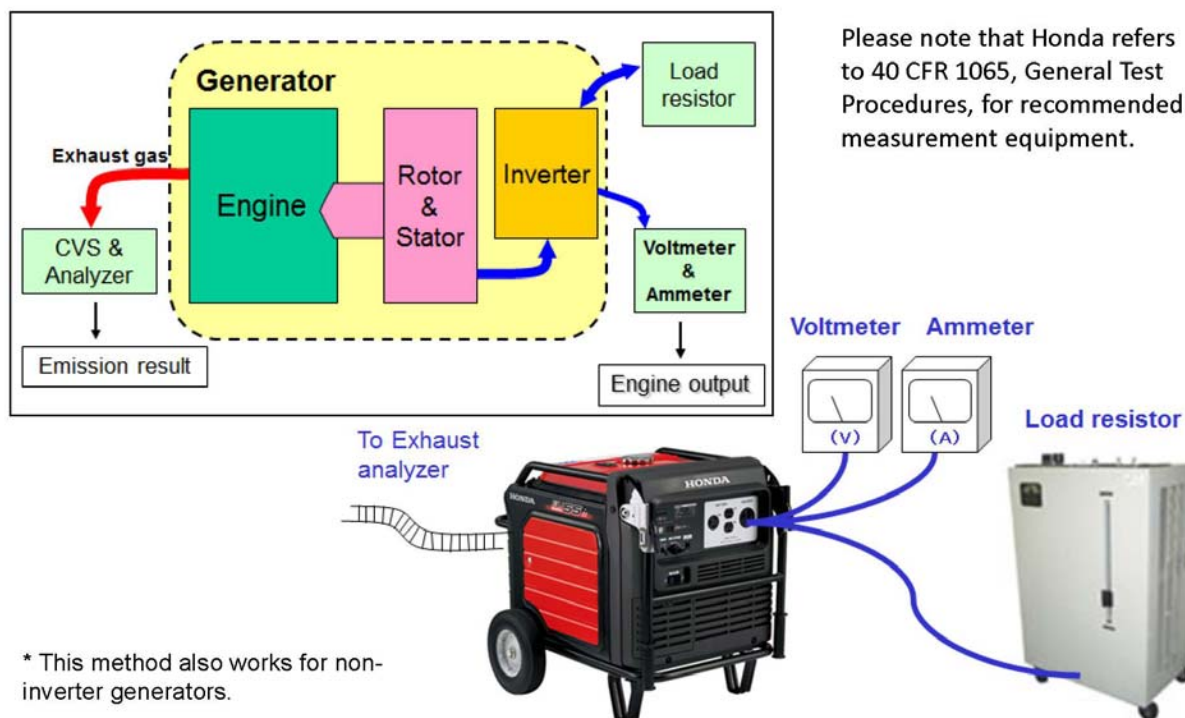 Generator
Load
resistor
Exhaust gas
Engine
Rotor
&
Stator
Inverter
CVS &
Analyzer
Voltmeter
&
Ammeter
Emission result
Engine output
Please note that Honda refers
to 40 CFR 1065, General Test
Procedures, for recommended
measurement equipment.
Voltmeter
Ammeter
(V)
(A)
Load resistor
To Exhaust
analyzer
HONDA
HONDA
* This method also works for non-
inverter generators.